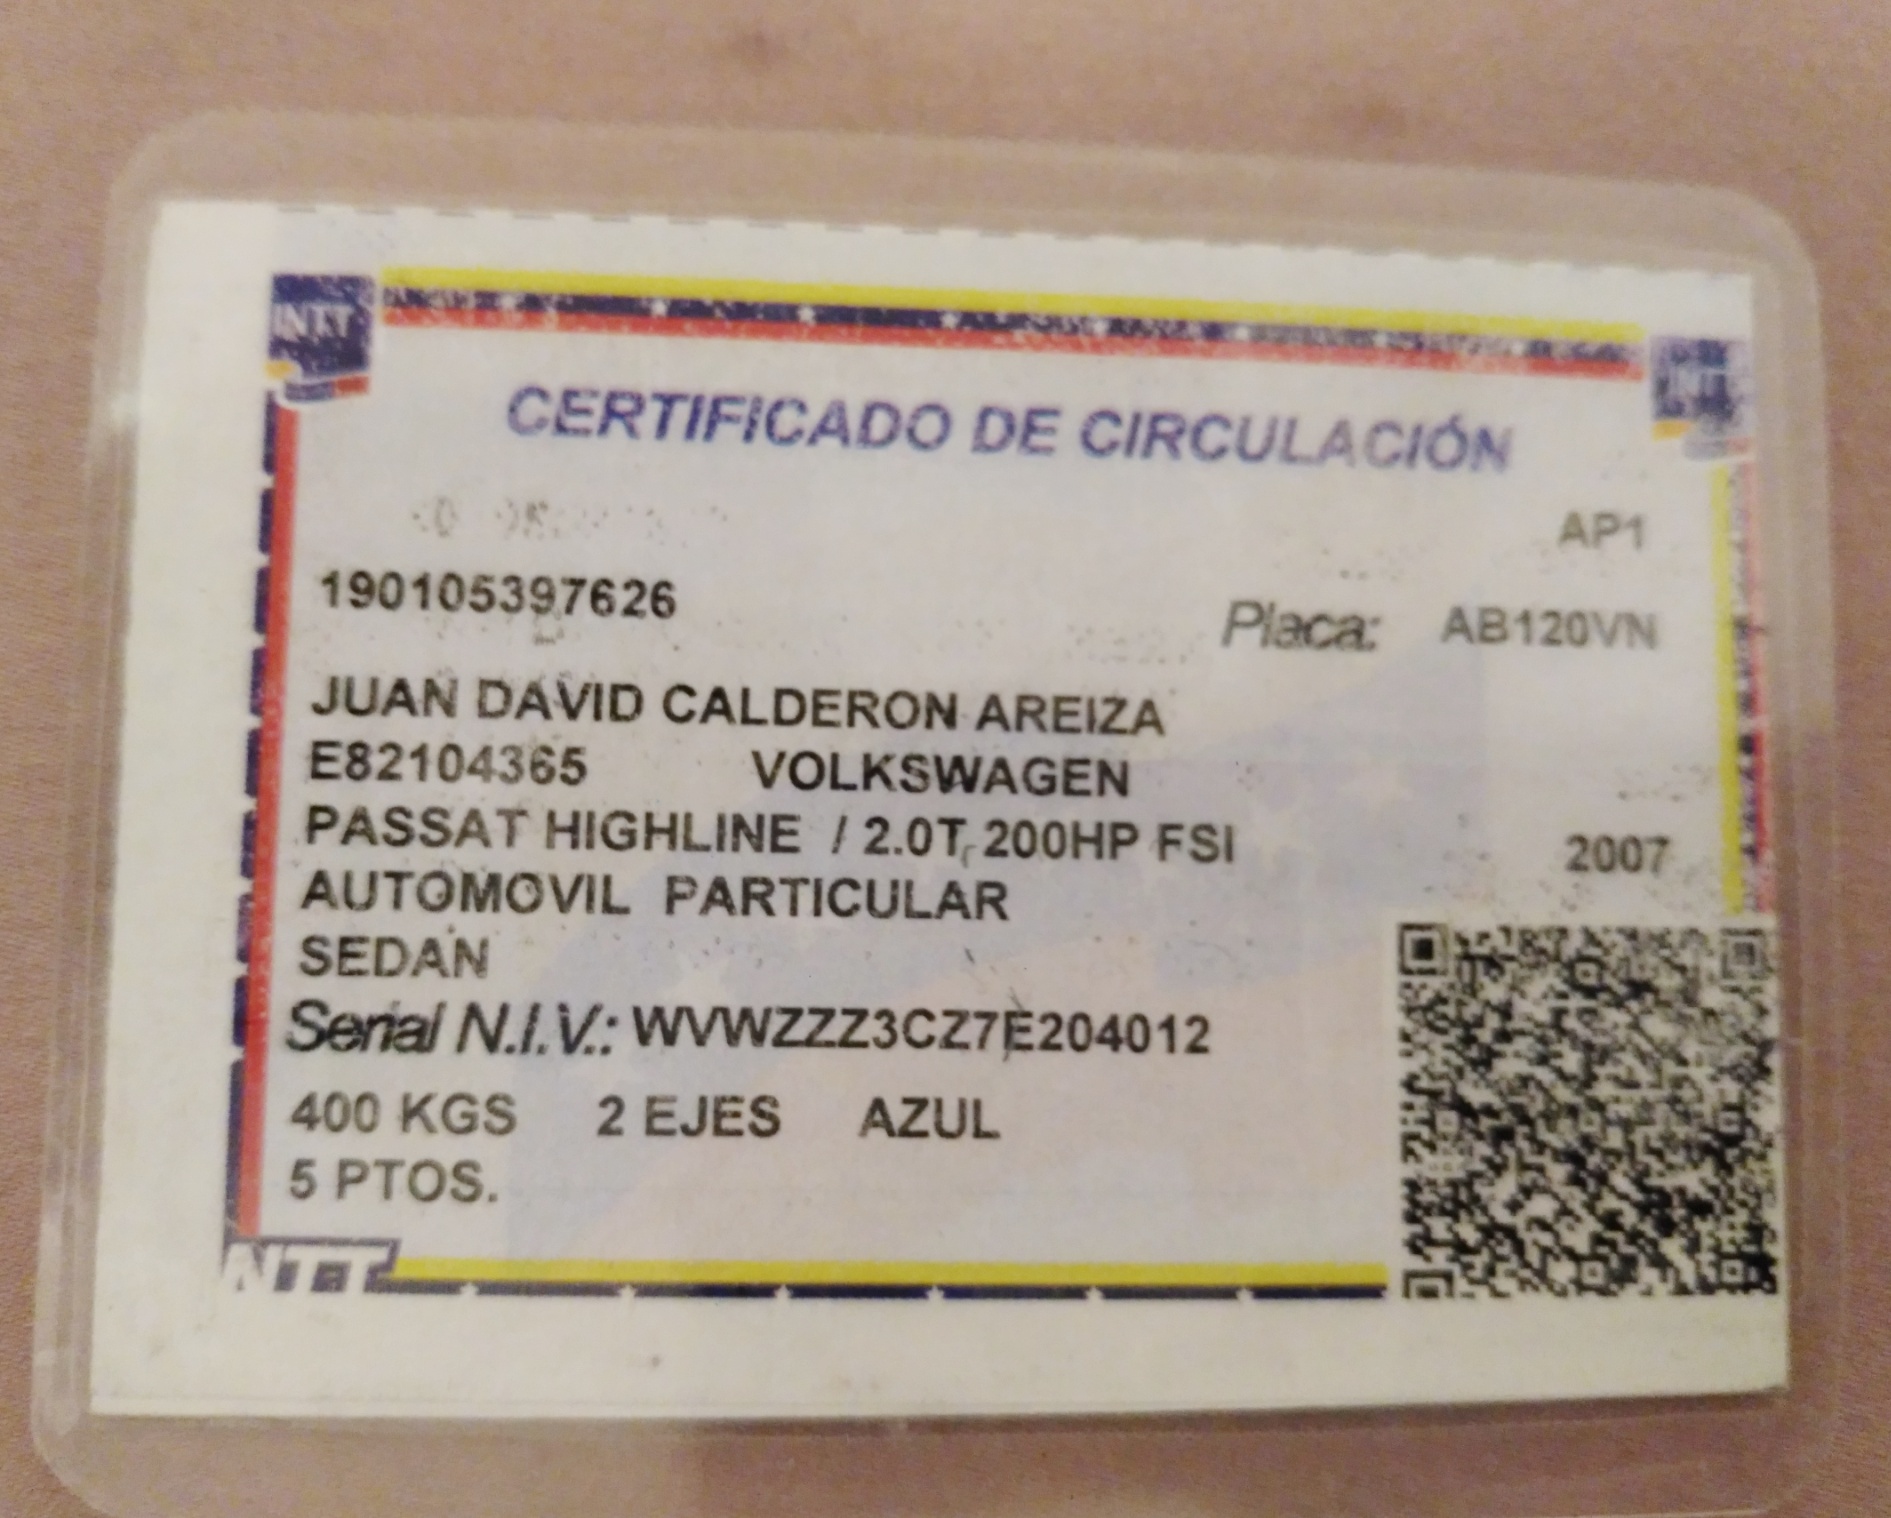 INTT
INTT
CERTIFICADO DE CIRCULACIÓN
AP1
190105397626
Placa: AB120VN
JUAN DAVID CALDERON AREIZA
E82104365 VOLKSWAGEN
PASSAT HIGHLINE / 2.0T 200HP FSI 2007
AUTOMOVIL PARTICULAR
SEDAN
Serial N.I.V.: WVWZZZ3CZ7E204012
400 KGS 2 EJES AZUL
5 PTOS.
INTT